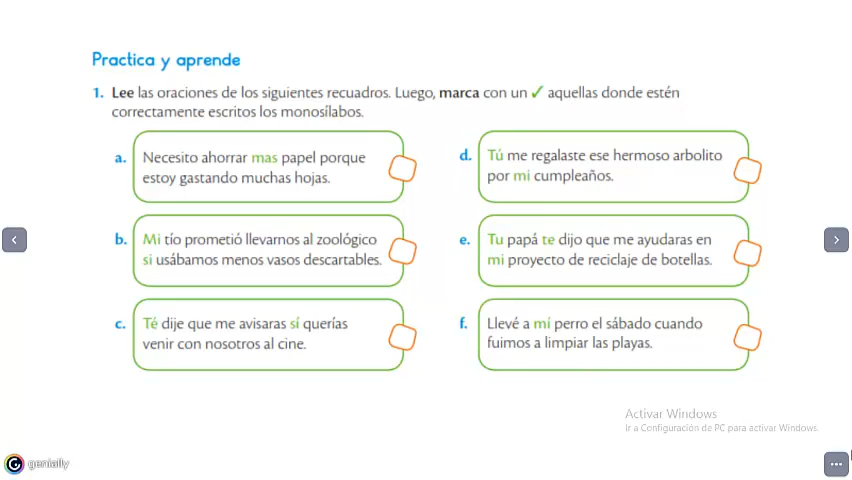 Practica y aprende
1. Lee las oraciones de los siguientes recuadros. Luego, marca con un ✓ aquellas donde estén
correctamente escritos los monosílabos.
a. Necesito ahorrar mas papel porque
estoy gastando muchas hojas.
b. Mi tío prometió llevarnos al zoológico
si usábamos menos vasos descartables.
c. Té dije que me avisaras sí querías
venir con nosotros al cine.
d. Tú me regalaste ese hermoso arbolito
por mi cumpleaños.
e. Tu papá te dijo que me ayudaras en
mi proyecto de reciclaje de botellas.
f. Llevé a mí perro el sábado cuando
fuimos a limpiar las playas.
Activar Windows
Ir a Configuración de PC para activar Windows.
genially